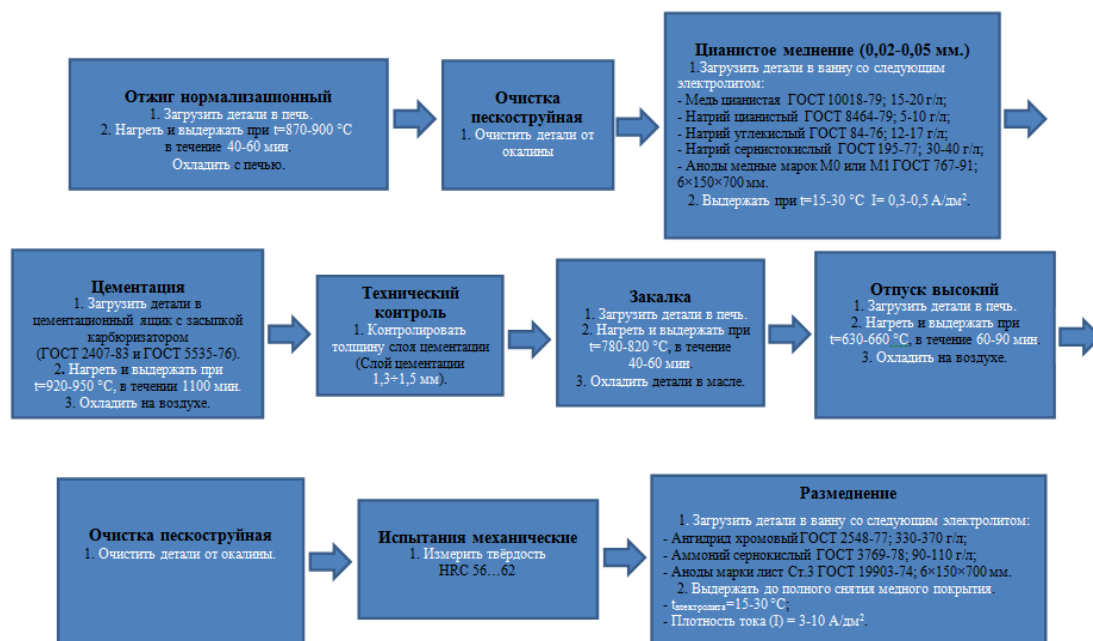 Отжиг нормализационный
1. Загрузить детали в печь.
2. Нагреть и выдержать при t=870-900 °С
в течение 40-60 мин.
Охладить с печью.
Очистка
пескоструйная
1. Очистить детали от
окалины
Цианистое меднение (0,02-0,05 мм.)
1.Загрузить детали в ванну со следующим
электролитом:
- Медь цианистая ГОСТ 10018-79; 15-20 г/л;
- Натрий цианистый ГОСТ 8464-79; 5-10 г/л;
- Натрий углекислый ГОСТ 84-76; 12-17 г/л;
- Натрий сернистокислый ГОСТ 195-77; 30-40 г/л;
- Аноды медные марок М0 или М1 ГОСТ 767-91;
6×150×700 мм.
2. Выдержать при t=15-30 °С I= 0,3-0,5 А/дм².
Цементация
1. Загрузить детали в
цементационный ящик с засыпкой
карбюризатором
(ГОСТ 2407-83 и ГОСТ 5535-76).
2. Нагреть и выдержать при
t=920-950 °С, в течении 1100 мин.
3. Охладить на воздухе.
Технический
контроль
1. Контролировать
толщину слоя цементации
(Слой цементации
1,3÷1,5 мм).
Закалка
1. Загрузить детали в печь.
2. Нагреть и выдержать при
t=780-820 °С, в течение
40-60 мин.
3. Охладить детали в масле.
Отпуск высокий
1. Загрузить детали в печь.
2. Нагреть и выдержать при
t=630-660 °С, в течение 60-90 мин.
3. Охладить на воздухе.
Очистка пескоструйная
1. Очистить детали от окалины.
Испытания механические
1. Измерить твёрдость
HRC 56…62
Размеднение
1. Загрузить детали в ванну со следующим электролитом:
- Ангидрид хромовый ГОСТ 2548-77; 330-370 г/л;
- Аммоний сернокислый ГОСТ 3769-78; 90-110 г/л;
- Аноды марки лист Ст.3 ГОСТ 19903-74; 6×150×700 мм.
2. Выдержать до полного снятия медного покрытия.
- tэлектролита=15-30 °С;
- Плотность тока (I) = 3-10 А/дм².